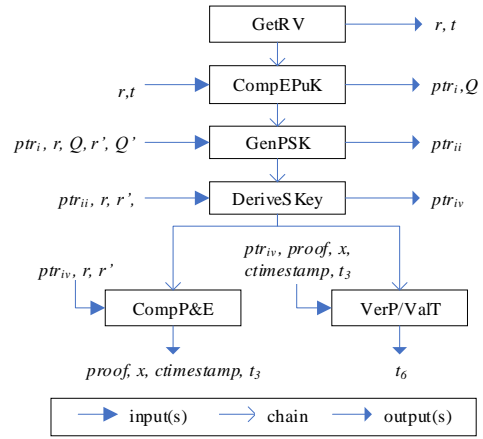 GetRV
r, t
r,t
CompEPuK
ptri, Q
ptri, r, Q, r’, Q’
GenPSK
ptrii
ptrii, r, r’,
DeriveSKey
ptriv
ptriv, r, r’
ptriv, proof, x,
ctimestamp, t3
CompP&E
VerP/ValT
proof, x, ctimestamp, t3
t6
input(s)
chain
output(s)